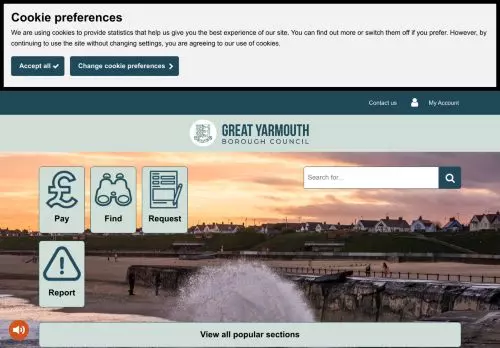 Cookie preferences
We are using cookies to provide statistics that help us give you the best experience of our site. You can find out more or switch them off if you prefer. However, by
continuing to use the site without changing settings, you are agreeing to our use of cookies.
Accept all
Change cookie preferences
Contact us
My Account
GREAT YARMOUTH
BOROUGH COUNCIL
Pay
Find
Request
Search for...
Report
View all popular sections